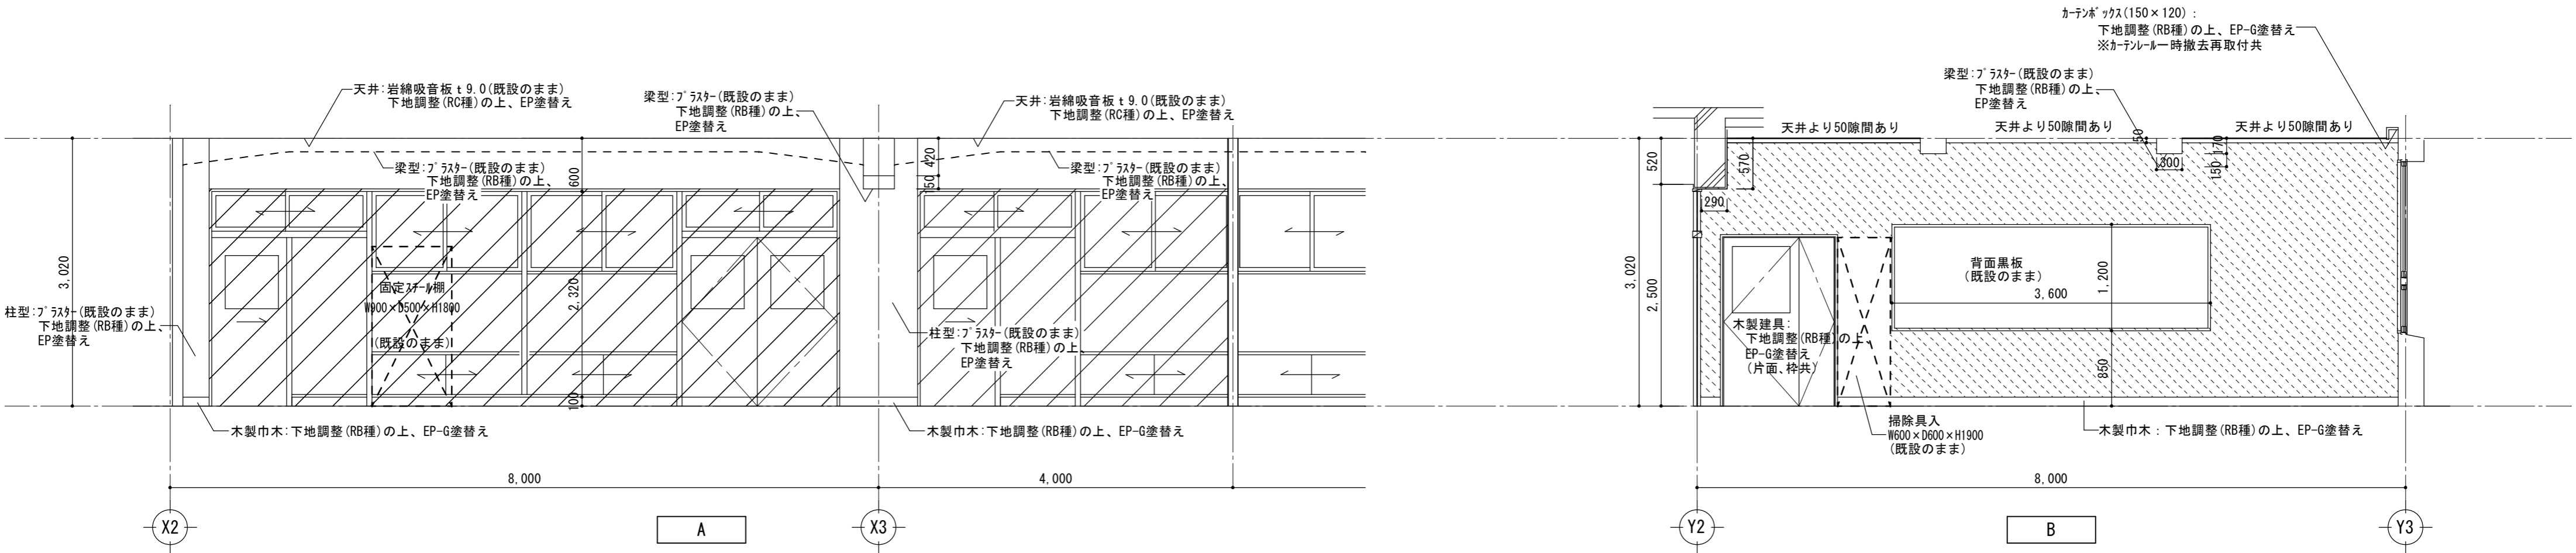 カーテンボックス(150×120):
下地調整(RB種)の上、EP-G塗替え
※カーテンレール一時撤去再取付共
天井:岩綿吸音板 t 9.0(既設のまま)
下地調整(RC種)の上、EP塗替え
梁型:プラスター(既設のまま)
下地調整(RB種)の上、
EP塗替え
天井:岩綿吸音板 t 9.0(既設のまま)
下地調整(RC種)の上、EP塗替え
梁型:プラスター(既設のまま)
下地調整(RB種)の上、
EP塗替え
天井より50隙間あり
天井より50隙間あり
天井より50隙間あり
梁型:プラスター(既設のまま)
下地調整(RB種)の上、
EP塗替え
梁型:プラスター(既設のまま)
下地調整(RB種)の上、
EP塗替え
3,020
600
2,320
100
420
150
3,020
520
2,500
570
290
50
300
150
170
固定スチール棚
W900×D500×H1800
(既設のまま)
柱型:プラスター(既設のまま)
下地調整(RB種)の上、
EP塗替え
柱型:プラスター(既設のまま)
下地調整(RB種)の上、
EP塗替え
背面黒板
(既設のまま)
3,600
1,200
850
木製建具:
下地調整(RB種)の上、
EP-G塗替え
(片面、枠共)
掃除具入
W600×D600×H1900
(既設のまま)
木製巾木:下地調整(RB種)の上、EP-G塗替え
木製巾木:下地調整(RB種)の上、EP-G塗替え
木製巾木:下地調整(RB種)の上、EP-G塗替え
8,000
4,000
8,000
X2
A
X3
Y2
B
Y3